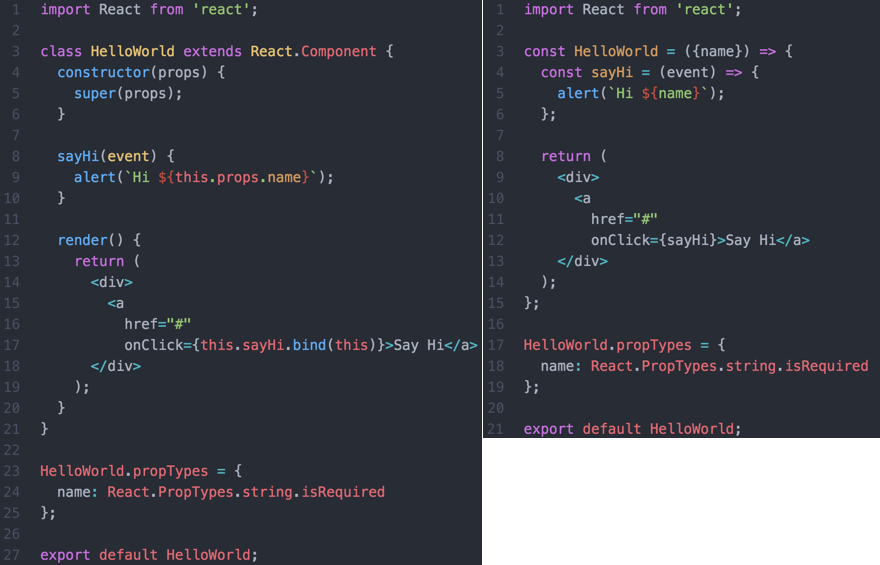 1 import React from 'react';
2
3 class HelloWorld extends React.Component {
4   constructor(props) {
5     super(props);
6   }
7
8   sayHi(event) {
9     alert(`Hi ${this.props.name}`);
10   }
11
12   render() {
13     return (
14       <div>
15         <a
16           href="#"
17           onClick={this.sayHi.bind(this)}>Say Hi</a>
18       </div>
19     );
20   }
21 }
22
23 HelloWorld.propTypes = {
24   name: React.PropTypes.string.isRequired
25 };
26
27 export default HelloWorld;
1 import React from 'react';
2
3 const HelloWorld = ({name}) => {
4   const sayHi = (event) => {
5     alert(`Hi ${name}`);
6   };
7
8   return (
9     <div>
10       <a
11         href="#"
12         onClick={sayHi}>Say Hi</a>
13     </div>
14   );
15 };
16
17 HelloWorld.propTypes = {
18   name: React.PropTypes.string.isRequired
19 };
20
21 export default HelloWorld;